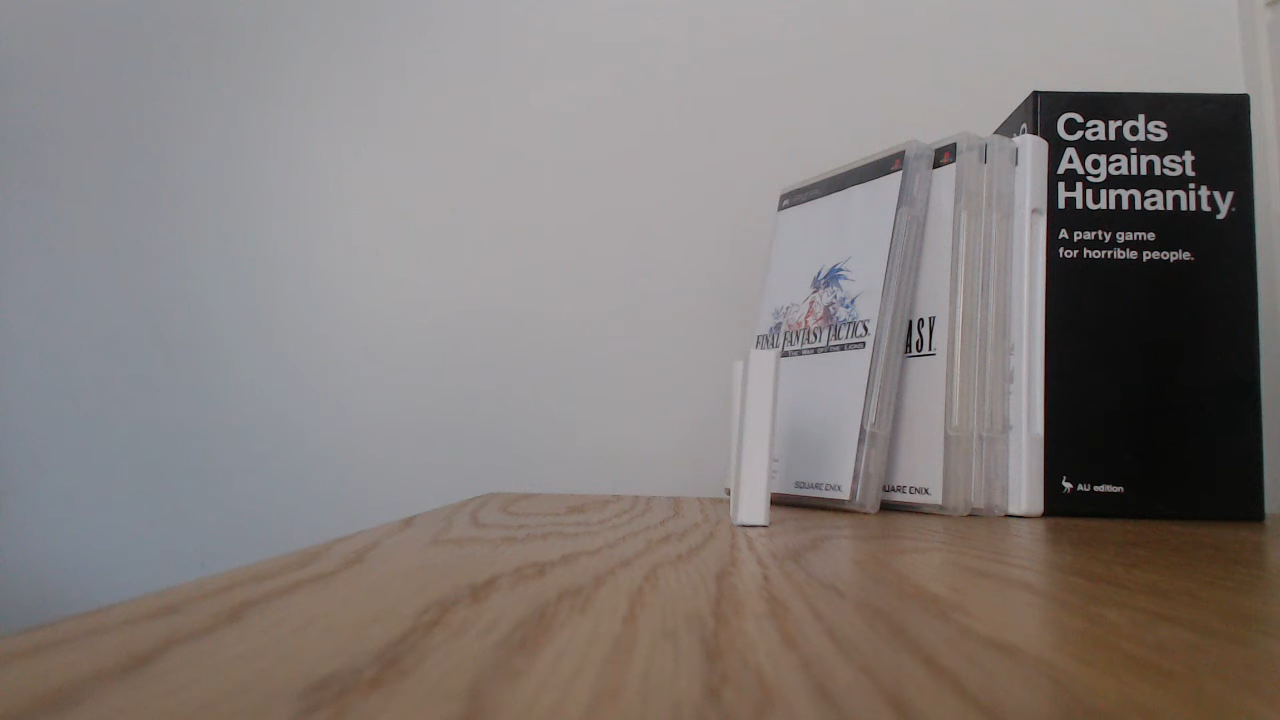 FINAL FANTASY TACTICS
THE WAR OF THE LIONS
SQUARE ENIX
ASY
UARE ENIX
Cards
Against
Humanity
A party game
for horrible people.
AU edition